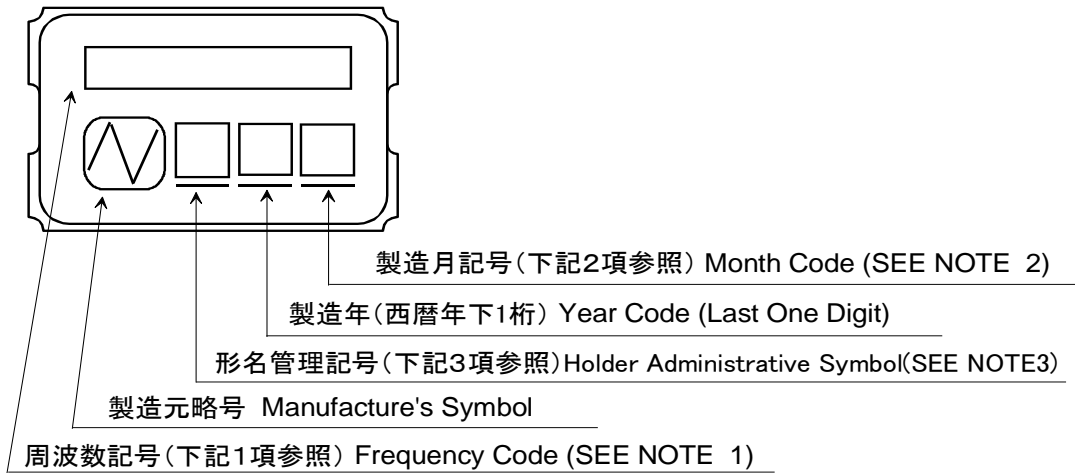 製造月記号(下記2項参照) Month Code (SEE NOTE 2)
製造年(西暦年下1桁) Year Code (Last One Digit)
形名管理記号(下記3項参照)Holder Administrative Symbol(SEE NOTE3)
製造元略号 Manufacture's Symbol
周波数記号(下記1項参照) Frequency Code (SEE NOTE 1)